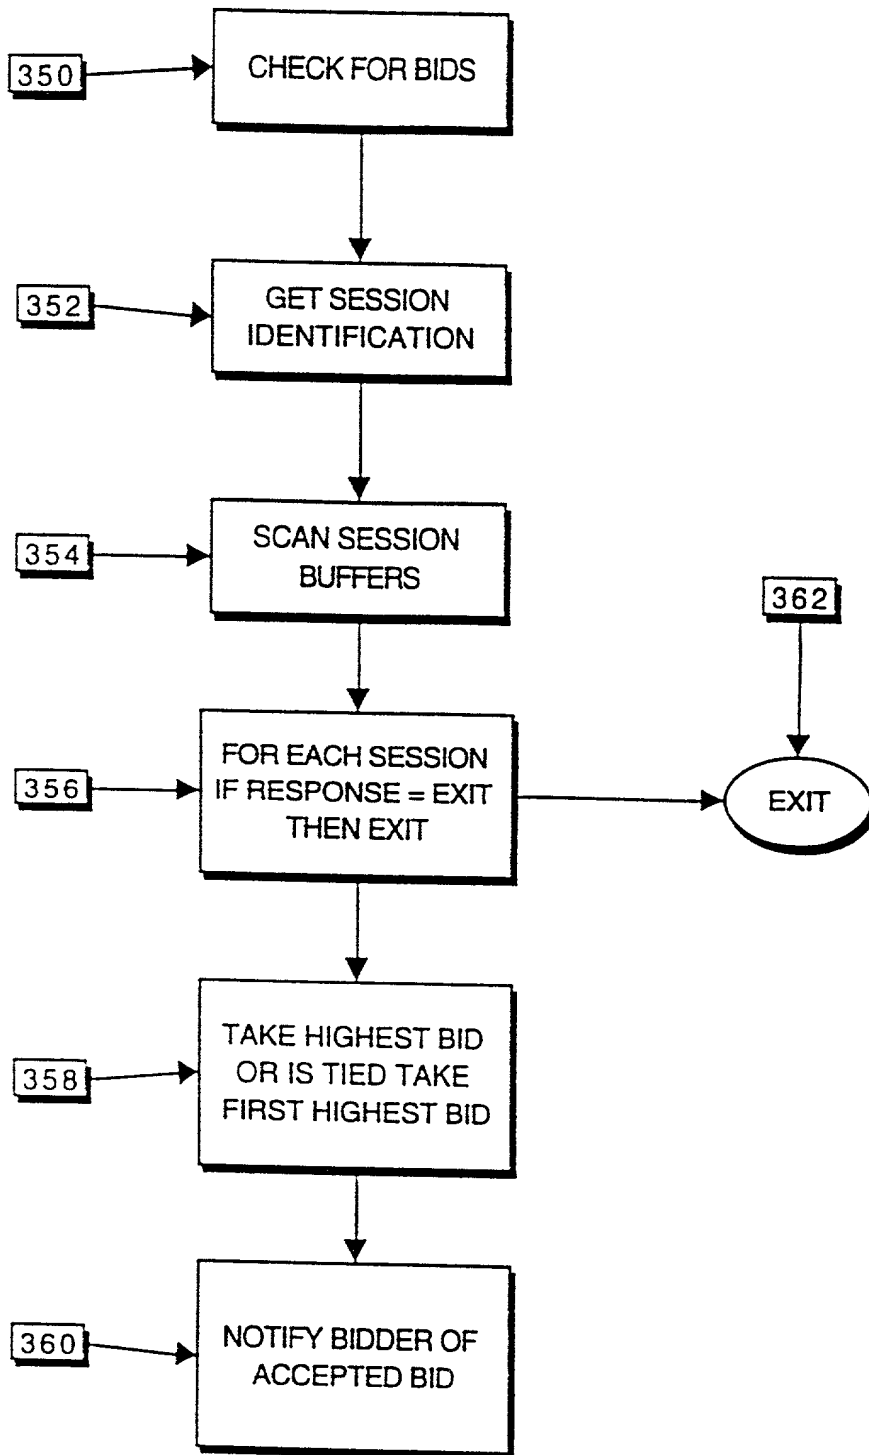 350
CHECK FOR BIDS
352
GET SESSION
IDENTIFICATION
354
SCAN SESSION
BUFFERS
362
356
FOR EACH SESSION
IF RESPONSE = EXIT
THEN EXIT
EXIT
358
TAKE HIGHEST BID
OR IS TIED TAKE
FIRST HIGHEST BID
360
NOTIFY BIDDER OF
ACCEPTED BID